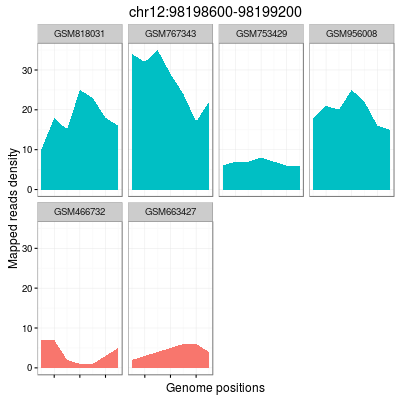 chr12:98198600-98199200
GSM818031 GSM767343 GSM753429 GSM956008
30
20
10
0
Mapped reads density
GSM466732 GSM663427
30
20
10
0
Genome positions